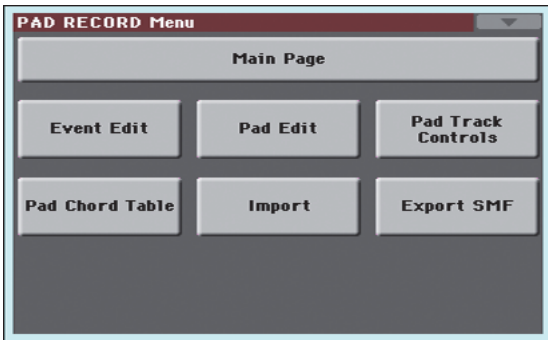 PAD RECORD Menu
Main Page
Event Edit
Pad Edit
Pad Track
Controls
Pad Chord Table
Import
Export SMF